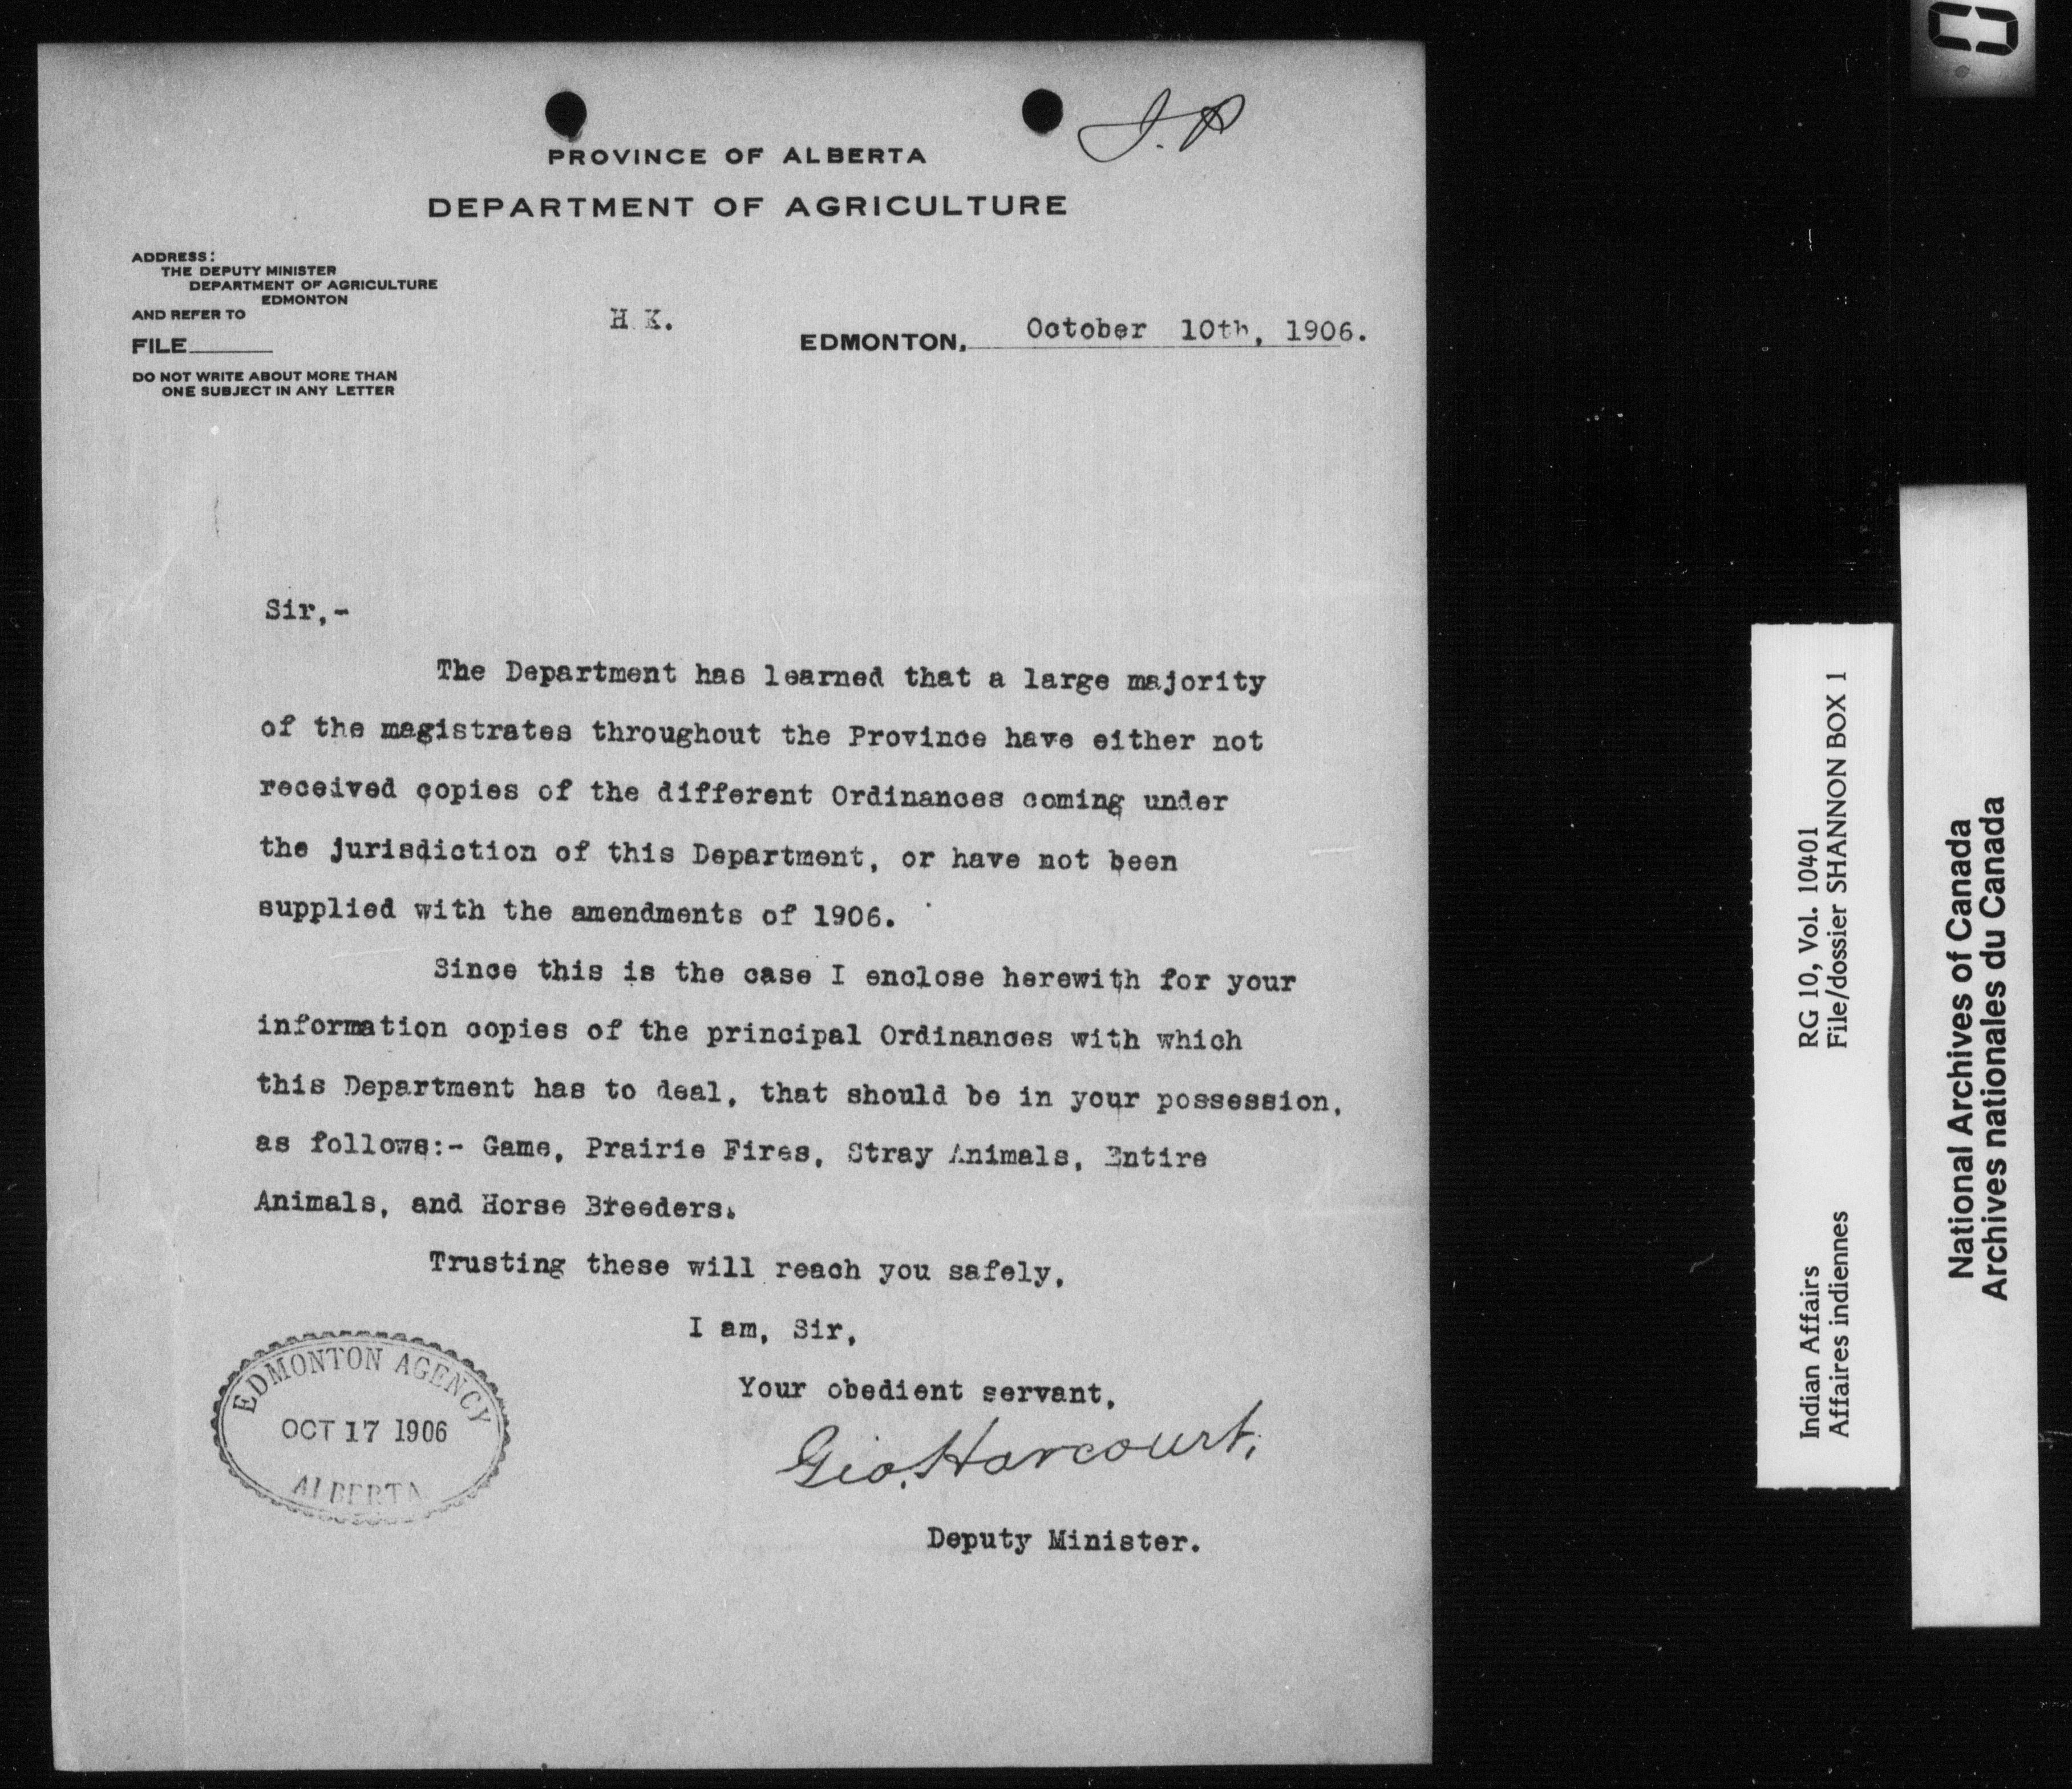 J.P
PROVINCE OF ALBERTA
DEPARTMENT OF AGRICULTURE
ADDRESS:
THE DEPUTY MINISTER
DEPARTMENT OF AGRICULTURE
EDMONTON
AND REFER TO
FILE
DO NOT WRITE ABOUT MORE THAN
ONE SUBJECT IN ANY LETTER
H K.
EDMONTON, October 10th, 1906.
Sir,-
The Department has learned that a large majority
of the magistrates throughout the Province have either not
received copies of the different Ordinances coming under
the jurisdiction of this Department, or have not been
supplied with the amendments of 1906.
Since this is the case I enclose herewith for your
information copies of the principal Ordinances with which
this Department has to deal, that should be in your possession,
as follows:- Game, Prairie Fires, Stray Animals, Entire
Animals, and Horse Breeders.
Trusting these will reach you safely,
I am, Sir,
Your obedient servant,
Geo. Harcourt.
Deputy Minister.
EDMONTON AGENCY
OCT 17 1906
ALBERTA
Indian Affairs RG 10, Vol. 10401
Affaires indiennes File/dossier SHANNON BOX 1
National Archives of Canada
Archives nationales du Canada